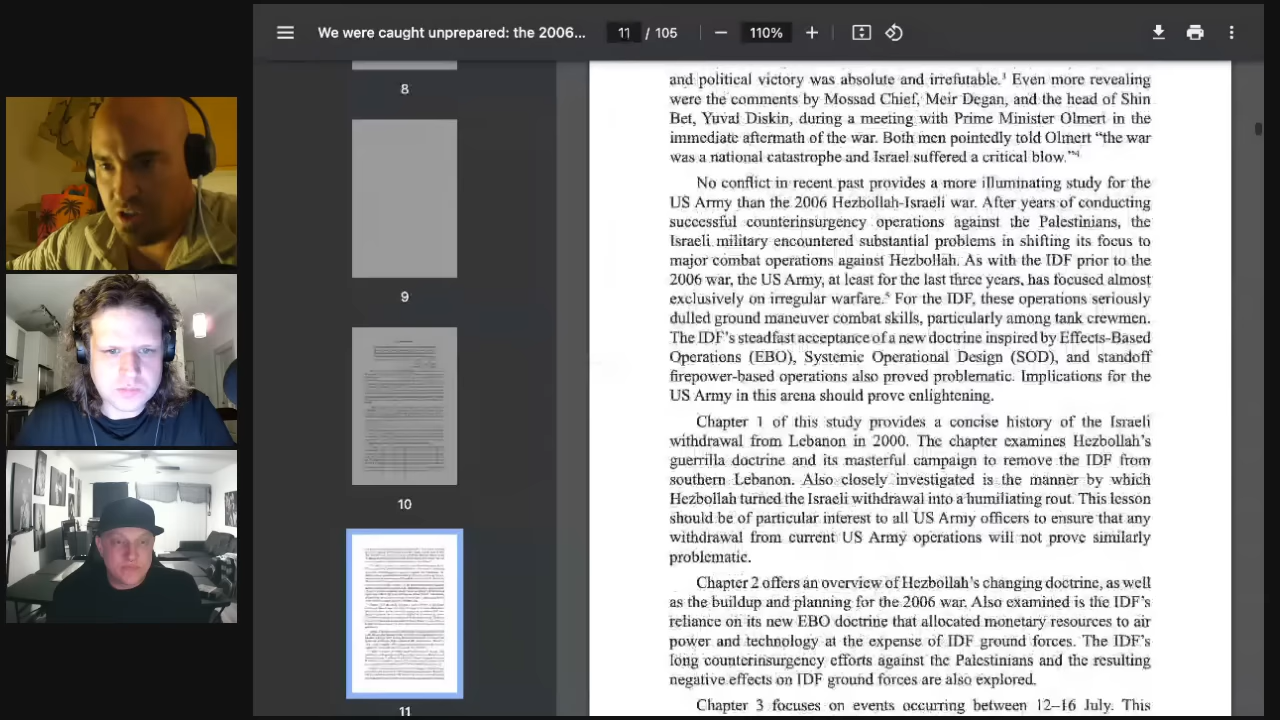 We were caught unprepared: the 2006...
11 / 105
110%
8
9
10
11
and political victory was absolute and irrefutable.³ Even more revealing
were the comments by Mossad Chief, Meir Degan, and the head of Shin
Bet, Yuval Diskin, during a meeting with Prime Minister Olmert in the
immediate aftermath of the war. Both men pointedly told Olmert “the war
was a national catastrophe and Israel suffered a critical blow.”⁴
No conflict in recent past provides a more illuminating study for the
US Army than the 2006 Hezbollah-Israeli war. After years of conducting
successful counterinsurgency operations against the Palestinians, the
Israeli military encountered substantial problems in shifting its focus to
major combat operations against Hezbollah. As with the IDF prior to the
2006 war, the US Army, at least for the last three years, has focused almost
exclusively on irregular warfare.⁵ For the IDF, these operations seriously
dulled ground maneuver combat skills, particularly among tank crewmen.
The IDF’s steadfast acceptance of a new doctrine inspired by Effects-Based
Operations (EBO), Systemic Operational Design (SOD), and standoff
firepower-based operations also proved problematic. Implications for the
US Army in this arena should prove enlightening.
Chapter 1 of this study provides a concise history of the Israeli
withdrawal from Lebanon in 2000. The chapter examines Hezbollah’s
guerrilla doctrine and its masterful campaign to remove the IDF from
southern Lebanon. Also closely investigated is the manner by which
Hezbollah turned the Israeli withdrawal into a humiliating rout. This lesson
should be of particular interest to all US Army officers to ensure that any
withdrawal from current US Army operations will not prove similarly
problematic.
Chapter 2 offers an review of Hezbollah’s changing doctrine as well
as the buildup and planning for the 2006 war. Also examined is the IDF’s
reliance on its new doctrine that allocated monetary resources to air
and technology at the expense of IDF ground forces. The IDF’s
against the Palestinians and its
negative effects on IDF ground forces are also explored.
Chapter 3 focuses on events occurring between 12–16 July. This